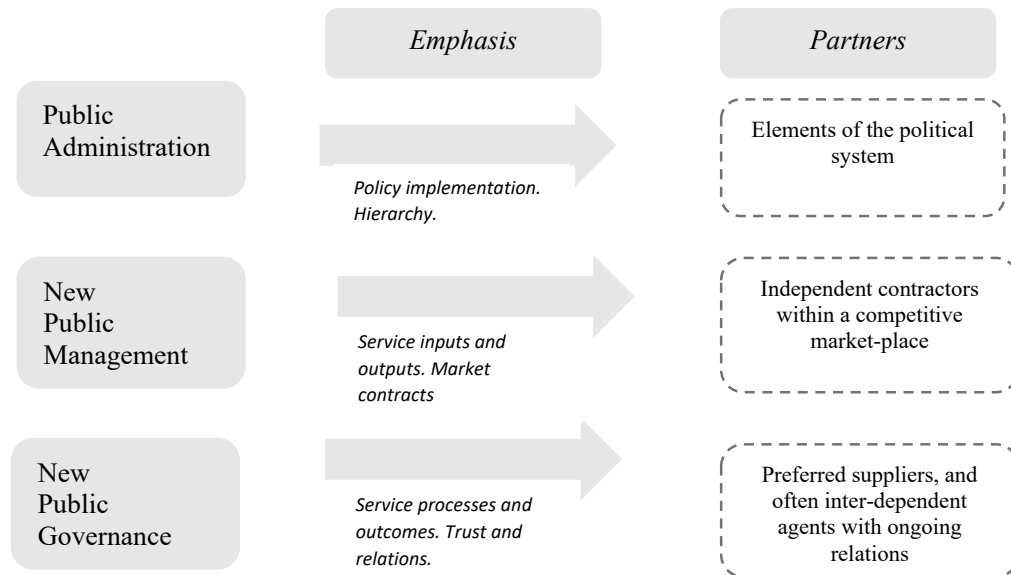 Emphasis
Partners
Public
Administration
Policy implementation.
Hierarchy.
Elements of the political
system
New
Public
Management
Service inputs and
outputs. Market
contracts
Independent contractors
within a competitive
market-place
New
Public
Governance
Service processes and
outcomes. Trust and
relations.
Preferred suppliers, and
often inter-dependent
agents with ongoing
relations